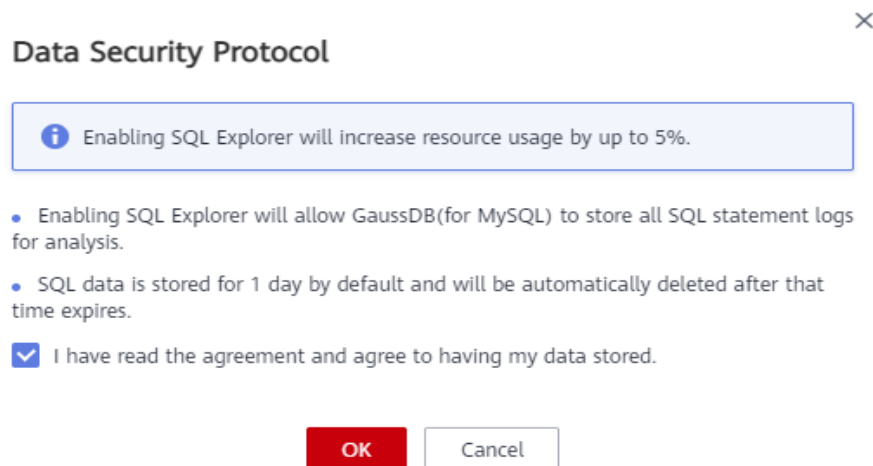 Data Security Protocol
Enabling SQL Explorer will increase resource usage by up to 5%.
Enabling SQL Explorer will allow GaussDB(for MySQL) to store all SQL statement logs
for analysis.
SQL data is stored for 1 day by default and will be automatically deleted after that
time expires.
I have read the agreement and agree to having my data stored.
OK Cancel